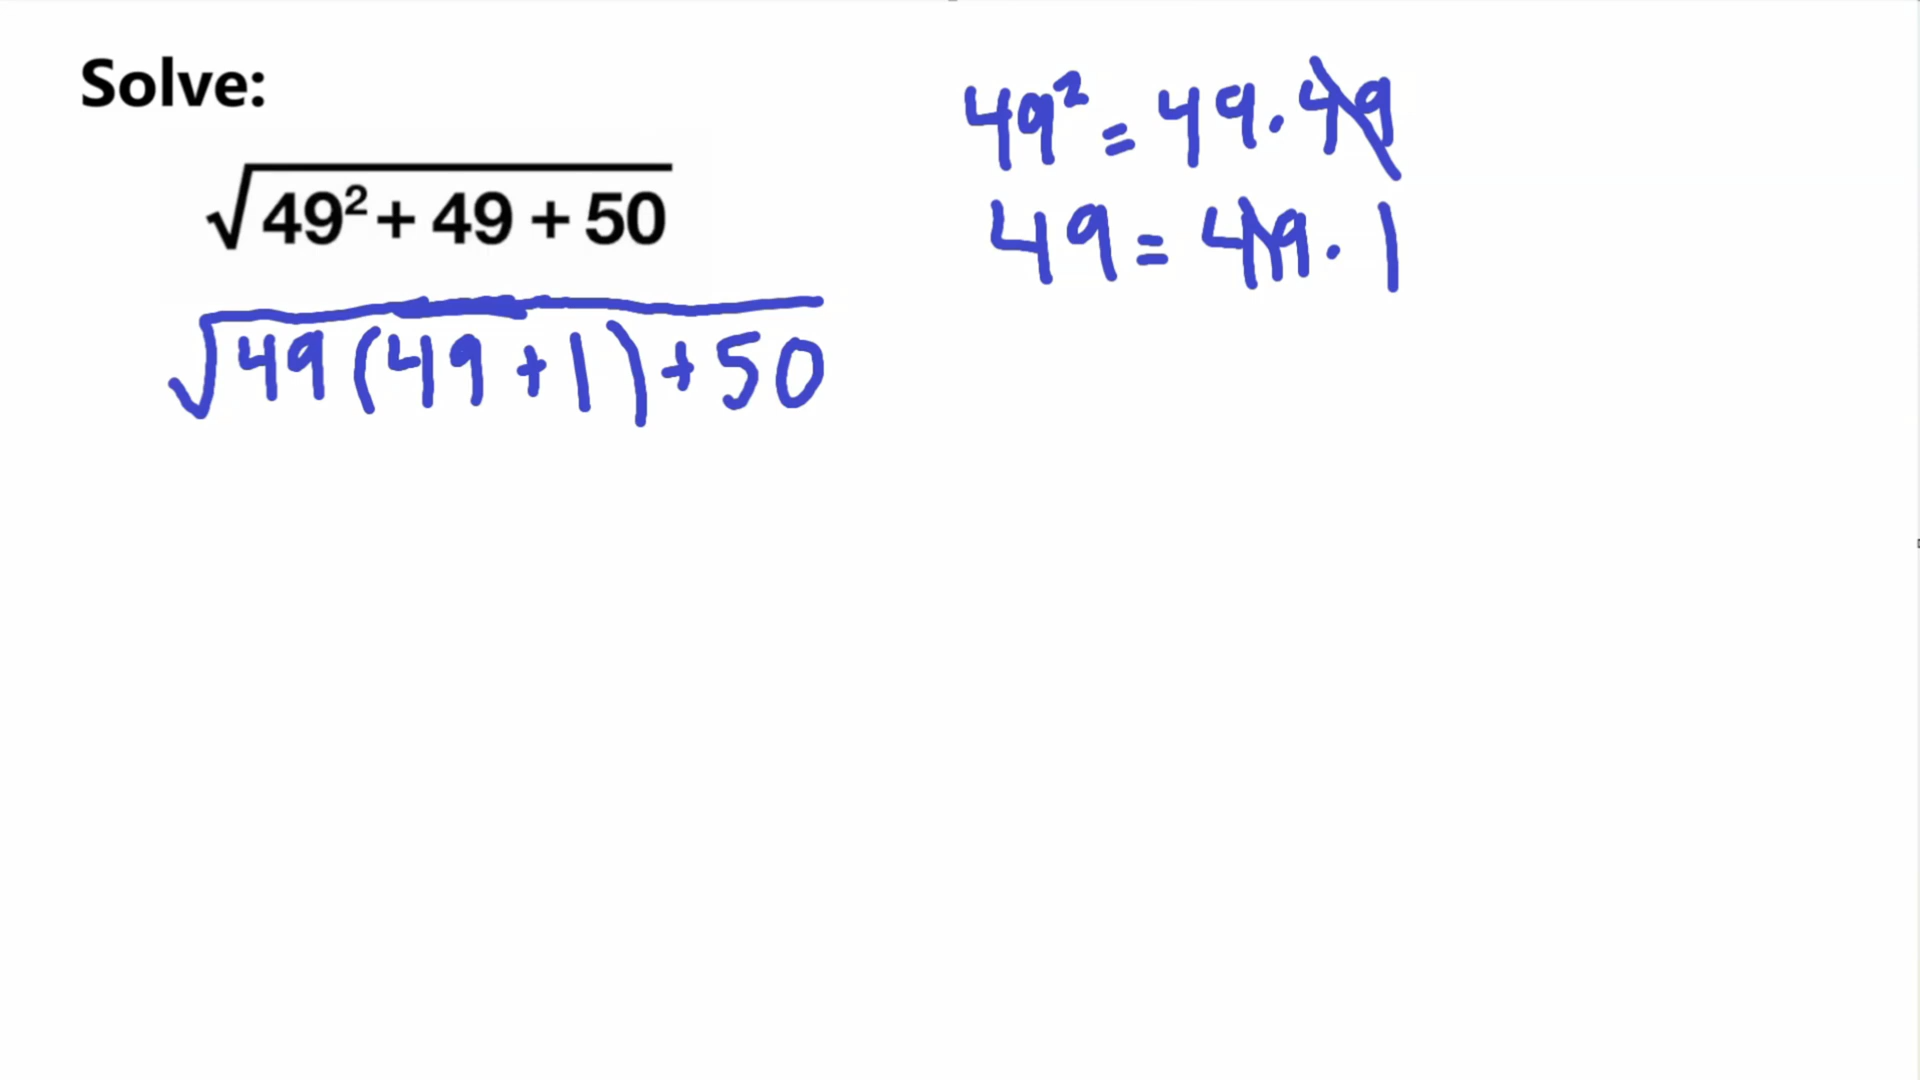 Solve:
√49² + 49 + 50
√49(49+1)+50
49² = 49 · 49
49 = 49 · 1